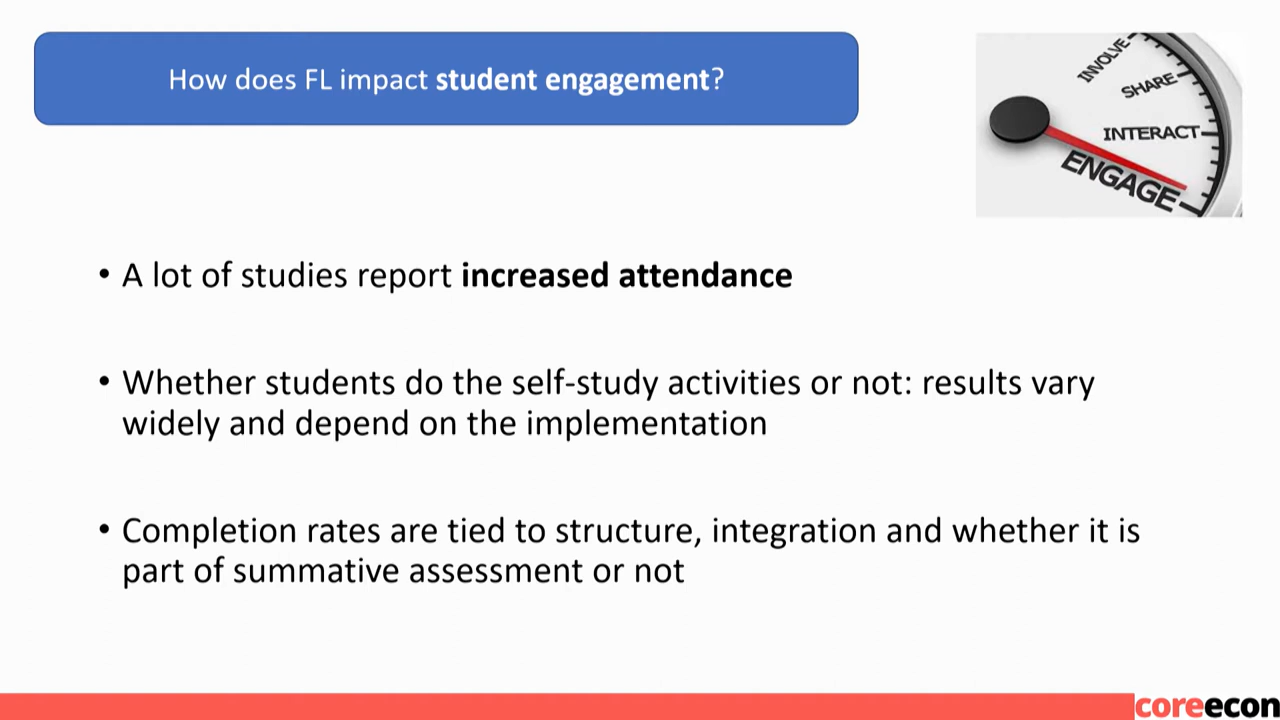 How does FL impact student engagement?
INVOLVE
SHARE
INTERACT
ENGAGE
• A lot of studies report increased attendance
• Whether students do the self-study activities or not: results vary
widely and depend on the implementation
• Completion rates are tied to structure, integration and whether it is
part of summative assessment or not
coreecon